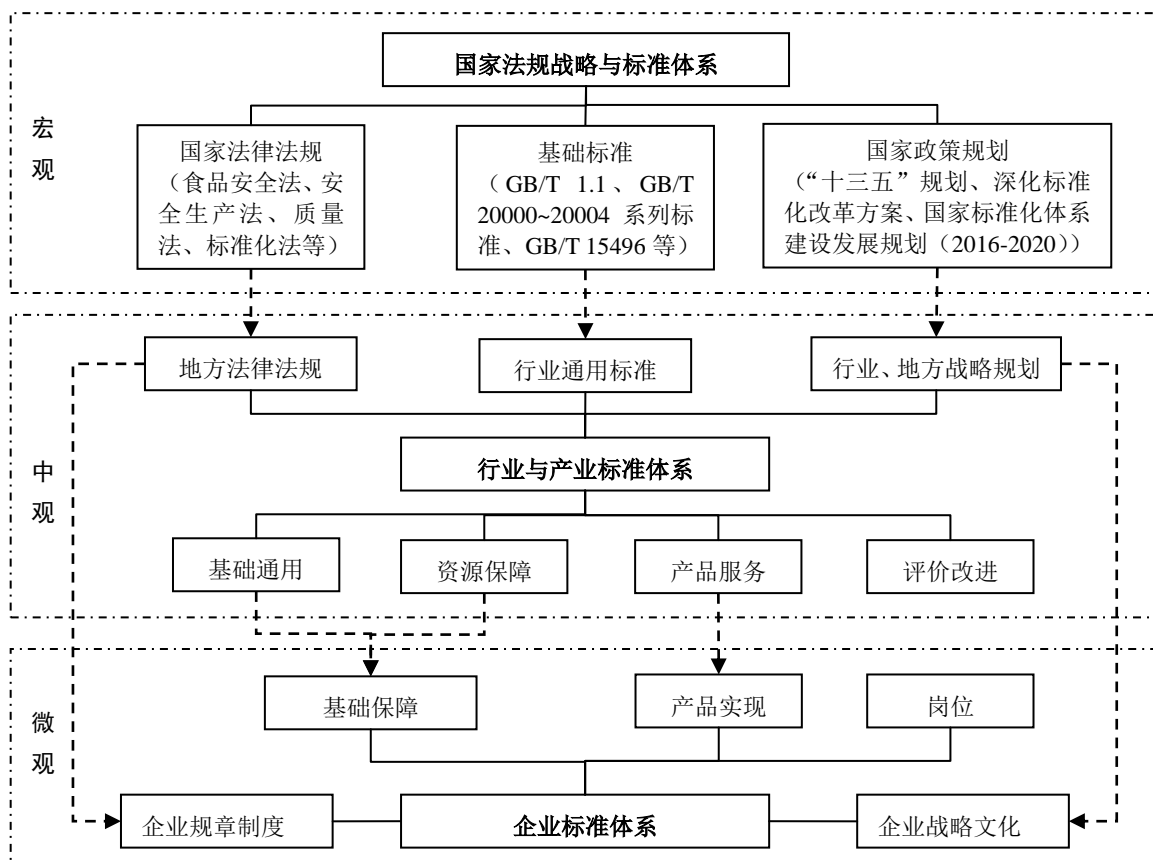 国家法规战略与标准体系
宏
观
国家法律法规
（食品安全法、安
全生产法、质量
法、标准化法等）
基础标准
（GB/T 1.1、GB/T
20000~20004 系列标
准、GB/T 15496 等）
国家政策规划
（“十三五”规划、深化标准
化改革方案、国家标准化体系
建设发展规划（2016-2020））
地方法律法规
行业通用标准
行业、地方战略规划
中
观
行业与产业标准体系
基础通用
资源保障
产品服务
评价改进
微
观
基础保障
产品实现
岗位
企业规章制度
企业标准体系
企业战略文化